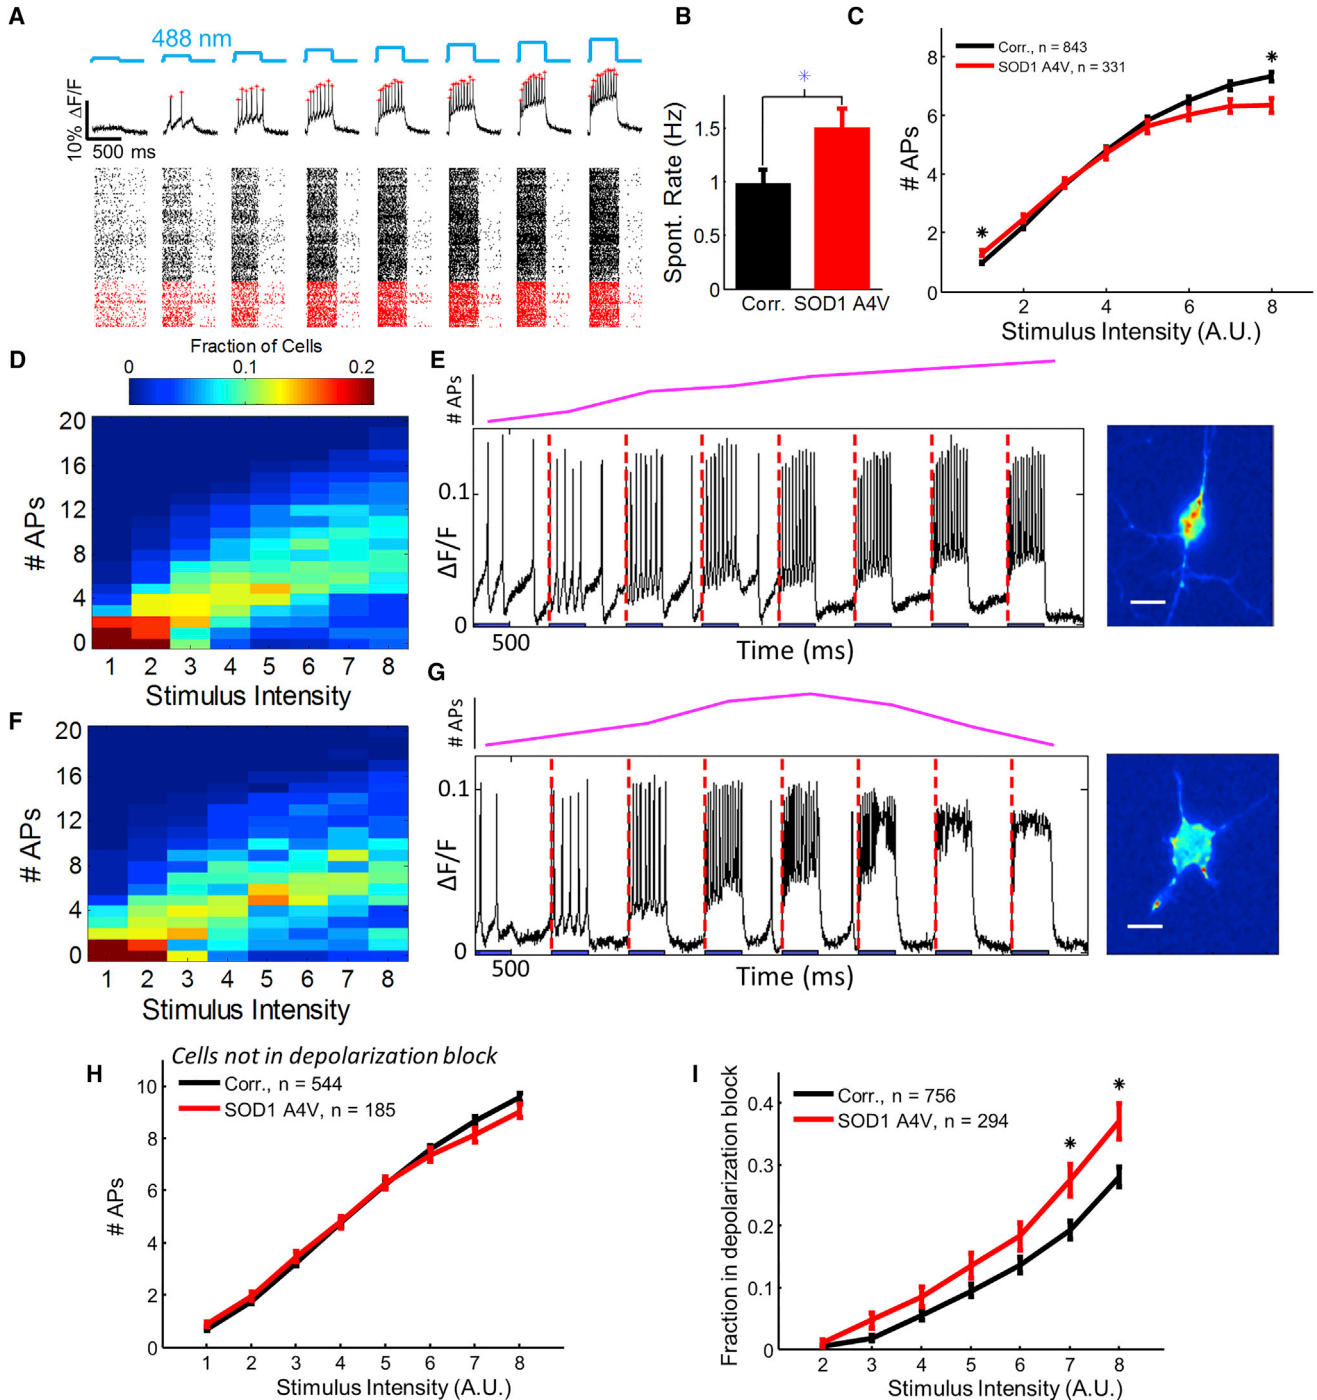 A
488 nm
10% ΔF/F
500 ms
B
*
Spont. Rate (Hz)
1.5
1
0.5
0
Corr. SOD1 A4V
C
Corr., n = 843
SOD1 A4V, n = 331
*
*
# APs
8
6
4
2
0
2 4 6 8
Stimulus Intensity (A.U.)
D
Fraction of Cells
0 0.1 0.2
# APs
20
16
12
8
4
0
1 2 3 4 5 6 7 8
Stimulus Intensity
E
# APs
ΔF/F
0.1
0
500
Time (ms)
F
# APs
20
16
12
8
4
0
1 2 3 4 5 6 7 8
Stimulus Intensity
G
# APs
ΔF/F
0.1
0
500
Time (ms)
H
Cells not in depolarization block
Corr., n = 544
SOD1 A4V, n = 185
# APs
10
8
6
4
2
0
1 2 3 4 5 6 7 8
Stimulus Intensity (A.U.)
I
Corr., n = 756
SOD1 A4V, n = 294
*
*
Fraction in depolarization block
0.4
0.3
0.2
0.1
0
2 3 4 5 6 7 8
Stimulus Intensity (A.U.)